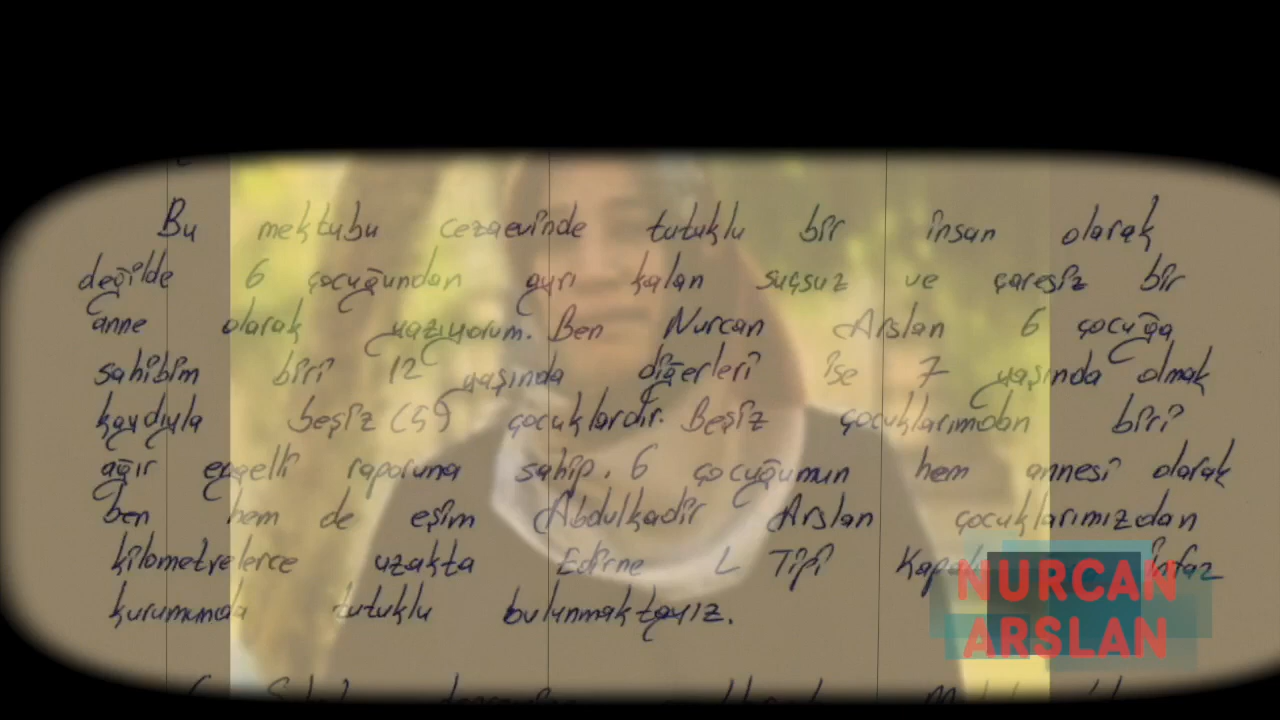 Bu mektubu cezaevinde tutuklu bir insan olarak
değilde 6 çocuğundan ayrı kalan suçsuz ve çaresiz bir
anne olarak yazıyorum. Ben Nurcan Arslan 6 çocuğa
sahibim biri 12 yaşında diğerleri ise 7 yaşında olmak
kaydıyla beşiz (5) çocuklardır. Beşiz çocuklarımdan biri
ağır engelli raporuna sahip. 6 çocuğumun hem annesi olarak
ben hem de eşim Abdulkadir Arslan çocuklarımızdan
kilometrelerce uzakta Edirne L Tipi İnfaz
kurumunda tutuklu bulunmaktayız.
NURCAN
ARSLAN